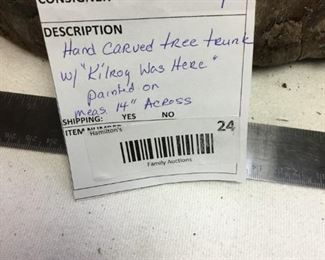 CONSIGNER
DESCRIPTION
Hand Carved tree trunk
w/ "Kilroy Was Here"
painted on
meas. 14" Across
SHIPPING: YES NO
ITEM NUMBER
Hamilton's
24
Family Auctions